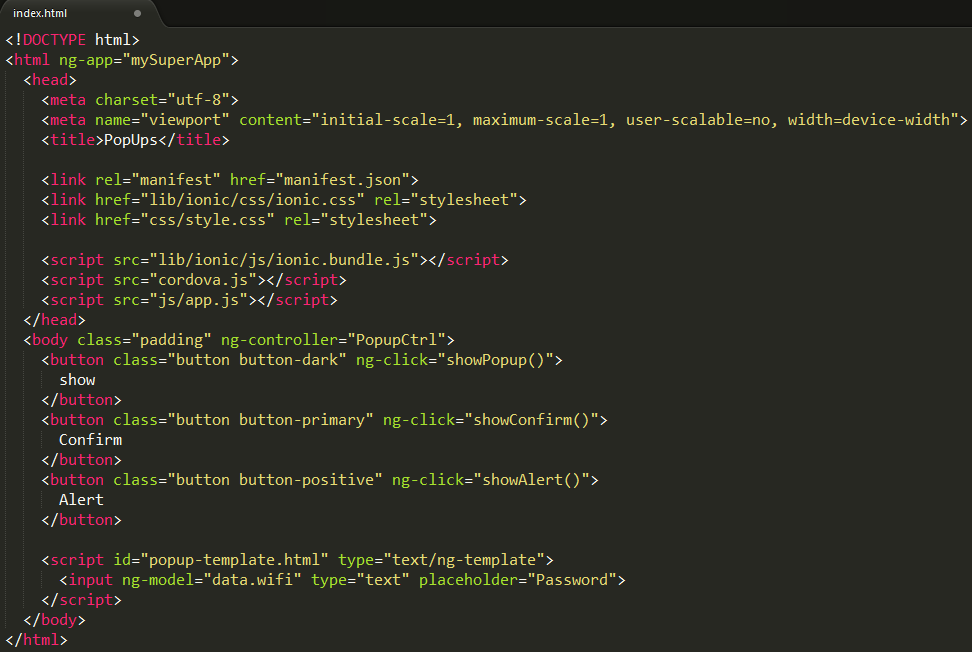 index.html
<!DOCTYPE html>
<html ng-app="mySuperApp">
  <head>
    <meta charset="utf-8">
    <meta name="viewport" content="initial-scale=1, maximum-scale=1, user-scalable=no, width=device-width">
    <title>PopUps</title>

    <link rel="manifest" href="manifest.json">
    <link href="lib/ionic/css/ionic.css" rel="stylesheet">
    <link href="css/style.css" rel="stylesheet">

    <script src="lib/ionic/js/ionic.bundle.js"></script>
    <script src="cordova.js"></script>
    <script src="js/app.js"></script>
  </head>
  <body class="padding" ng-controller="PopupCtrl">
    <button class="button button-dark" ng-click="showPopup()">
      show
    </button>
    <button class="button button-primary" ng-click="showConfirm()">
      Confirm
    </button>
    <button class="button button-positive" ng-click="showAlert()">
      Alert
    </button>

    <script id="popup-template.html" type="text/ng-template">
      <input ng-model="data.wifi" type="text" placeholder="Password">
    </script>
  </body>
</html>